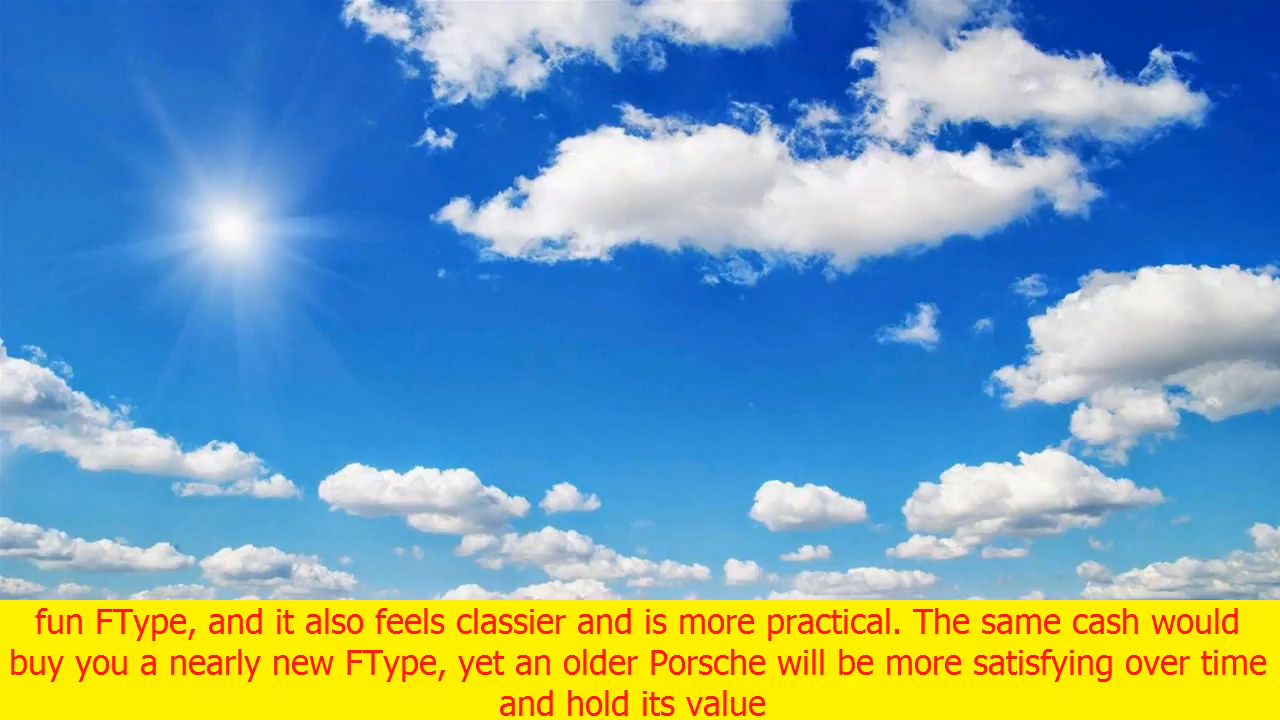 fun FType, and it also feels classier and is more practical. The same cash would
buy you a nearly new FType, yet an older Porsche will be more satisfying over time
and hold its value